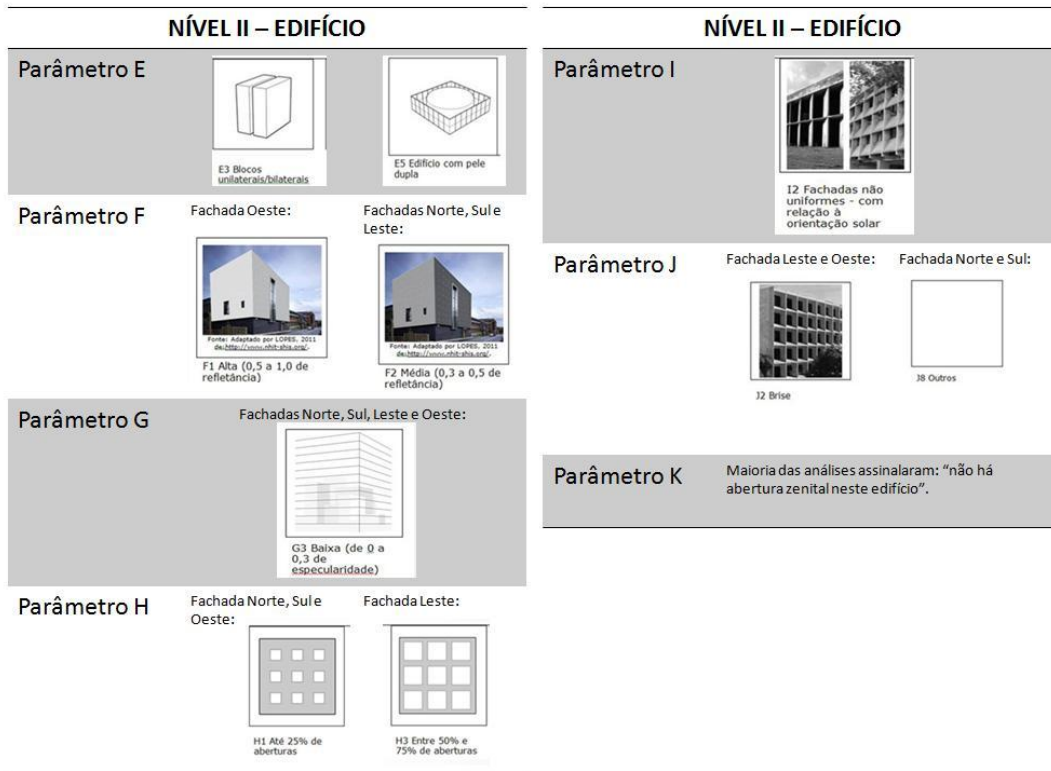 NÍVEL II – EDIFÍCIO
Parâmetro E
E3 Blocos
unilaterais/bilaterais
E5 Edifício com pele
dupla
Parâmetro F
Fachada Oeste:
Fonte: Adaptado por LOPES, 2011
de:http://www.nhit-shis.org/.
F1 Alta (0,5 a 1,0 de
refletância)
Fachadas Norte, Sul e
Leste:
Fonte: Adaptado por LOPES, 2011
de:http://www.nhit-shis.org/.
F2 Média (0,3 a 0,5 de
refletância)
Parâmetro G
Fachadas Norte, Sul, Leste e Oeste:
G3 Baixa (de 0 a
0,3 de
especularidade)
Parâmetro H
Fachada Norte, Sul e
Oeste:
H1 Até 25% de
aberturas
Fachada Leste:
H3 Entre 50% e
75% de aberturas
NÍVEL II – EDIFÍCIO
Parâmetro I
I2 Fachadas não
uniformes - com
relação à
orientação solar
Parâmetro J
Fachada Leste e Oeste:
J2 Brise
Fachada Norte e Sul:
J8 Outros
Parâmetro K
Maioria das análises assinalaram: “não há
abertura zenital neste edifício”.